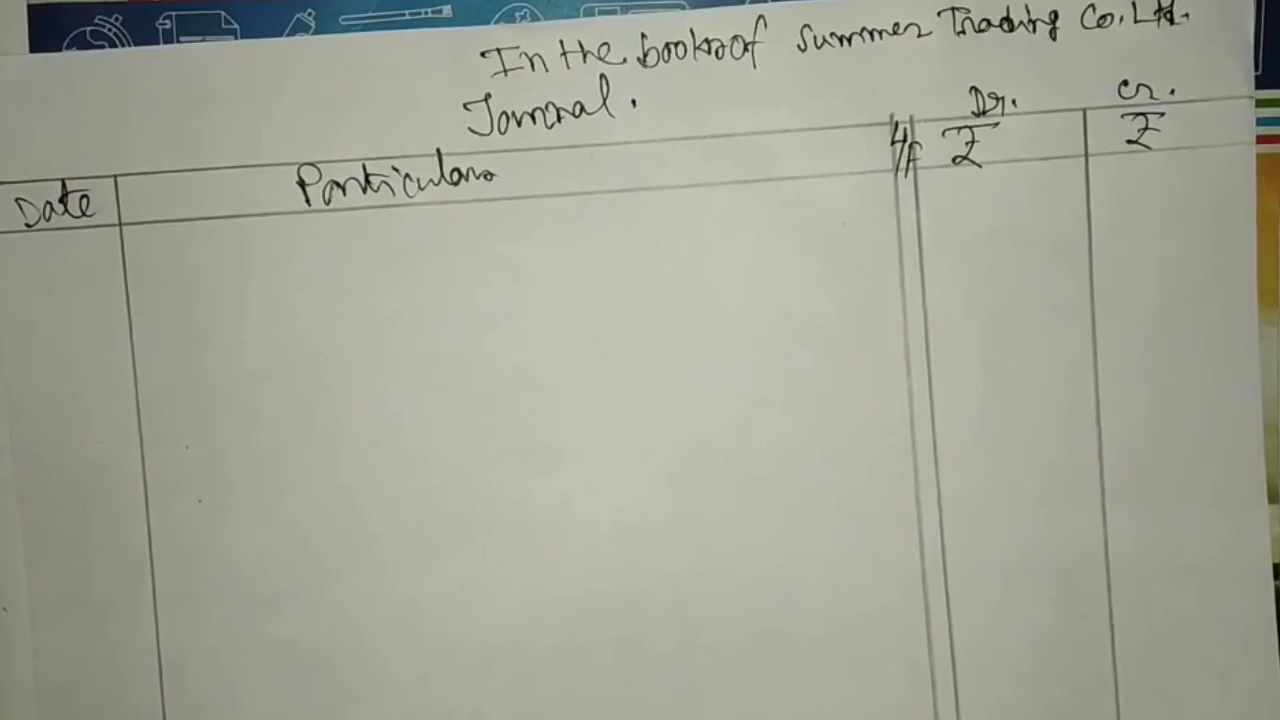 In the books of Summer Trading Co. Ltd.
Journal.
Date Particulars L/F Dr. ₹ Cr. ₹